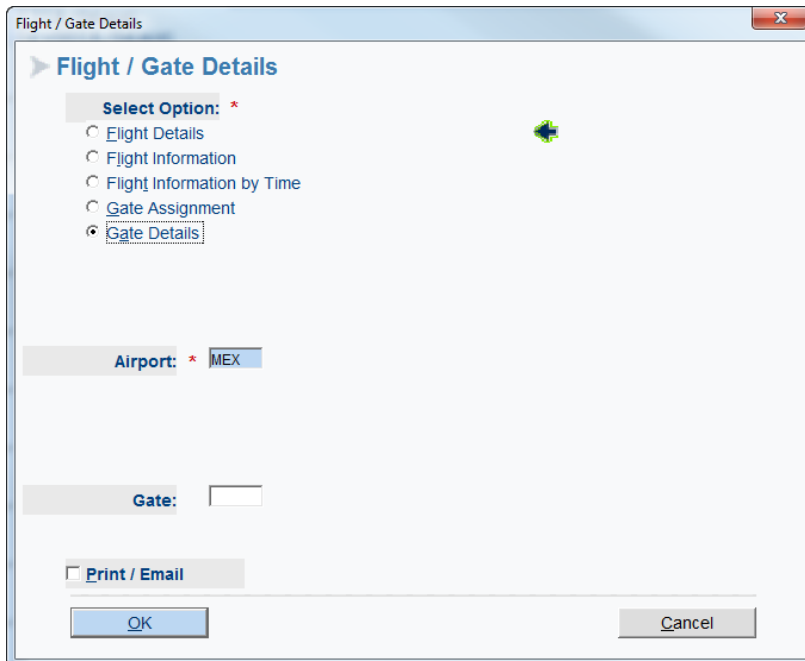 Flight / Gate Details
Flight / Gate Details
Select Option: *
Flight Details
Flight Information
Flight Information by Time
Gate Assignment
Gate Details
Airport: * MEX
Gate:
Print / Email
OK Cancel